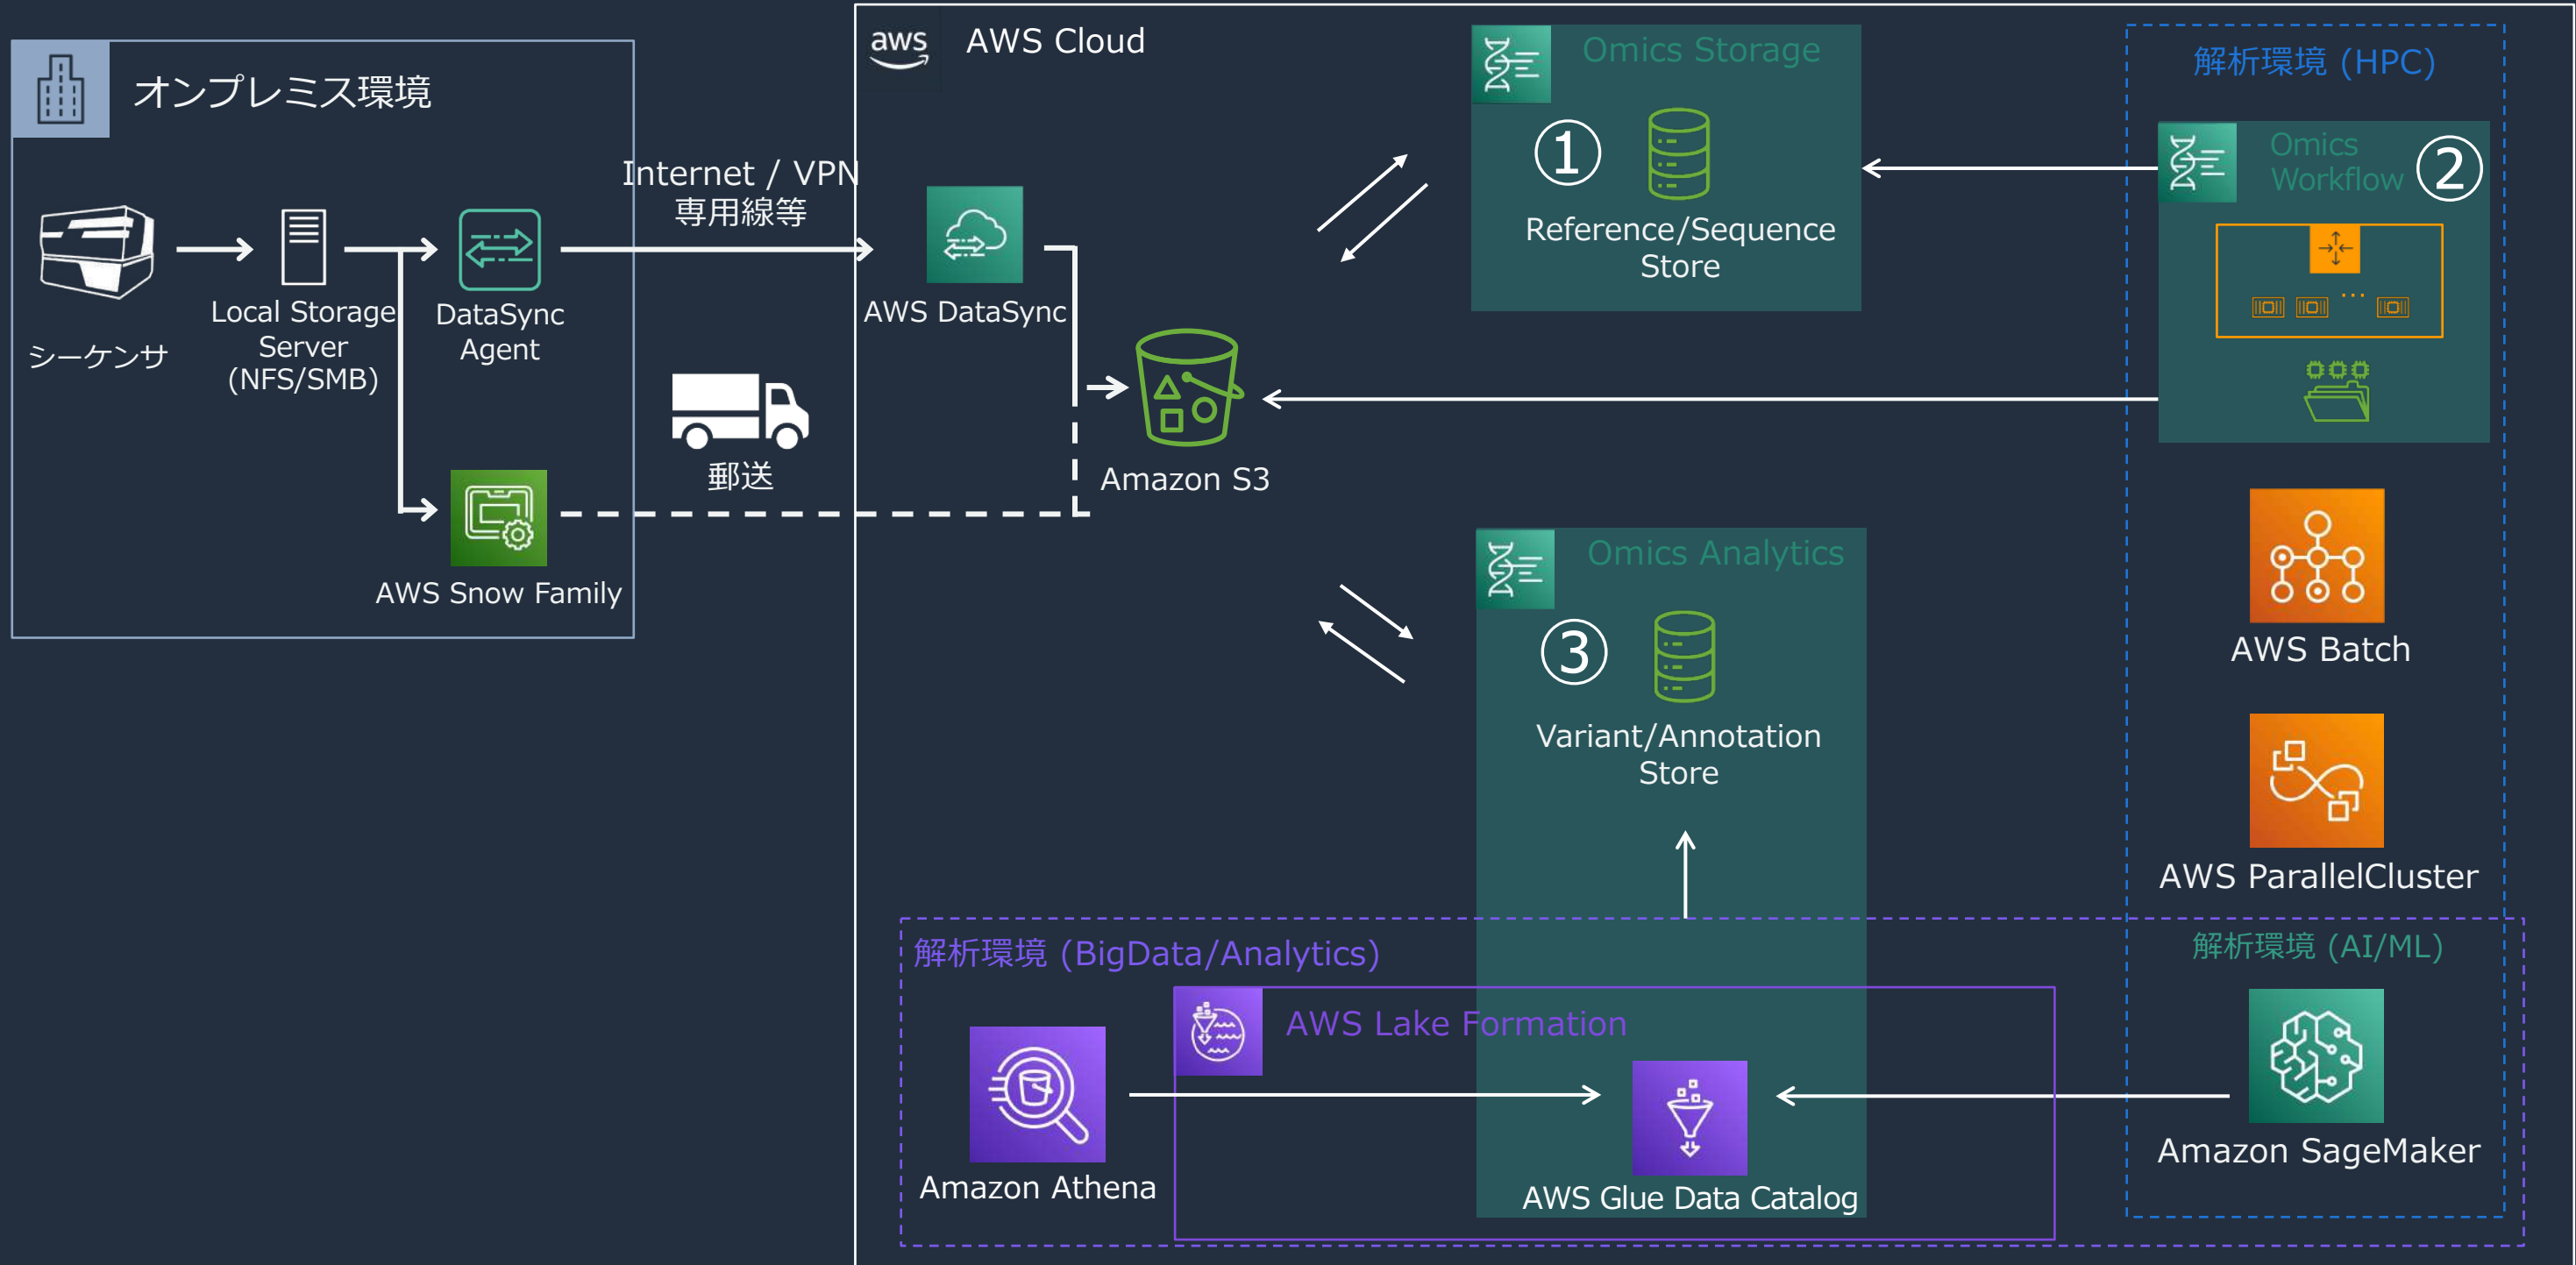 オンプレミス環境
シーケンサ
Local Storage
Server
(NFS/SMB)
DataSync
Agent
AWS Snow Family
Internet / VPN
専用線等
郵送
aws
AWS Cloud
AWS DataSync
Amazon S3
Omics Storage
①
Reference/Sequence
Store
解析環境 (HPC)
Omics
Workflow
②
...
AWS Batch
AWS ParallelCluster
Omics Analytics
③
Variant/Annotation
Store
解析環境 (BigData/Analytics)
AWS Lake Formation
Amazon Athena
AWS Glue Data Catalog
解析環境 (AI/ML)
Amazon SageMaker